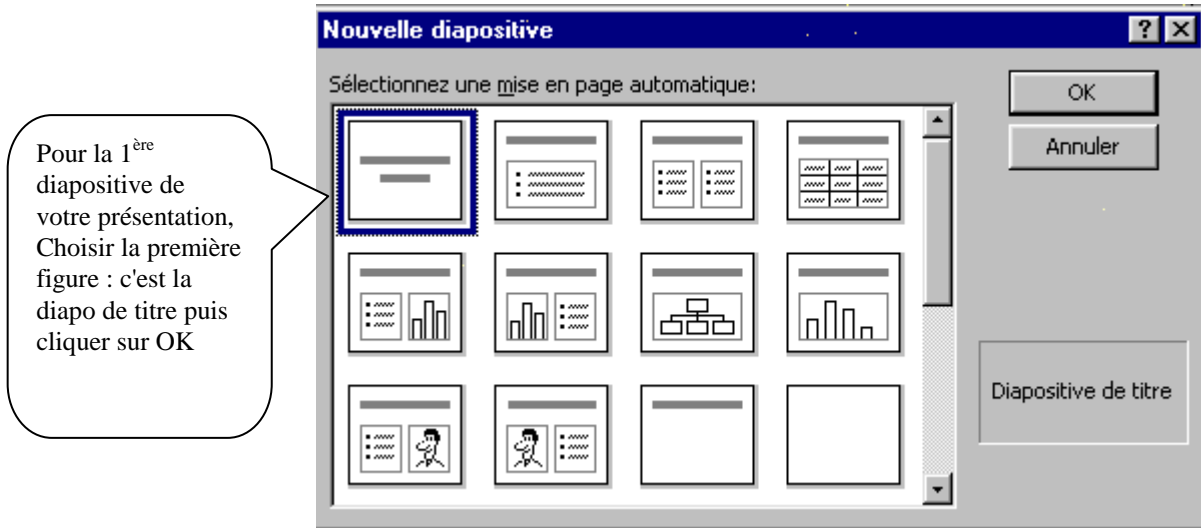 Nouvelle diapositive
Sélectionnez une mise en page automatique:
OK
Annuler
Pour la 1ère
diapositive de
votre présentation,
Choisir la première
figure : c'est la
diapo de titre puis
cliquer sur OK
Diapositive de titre